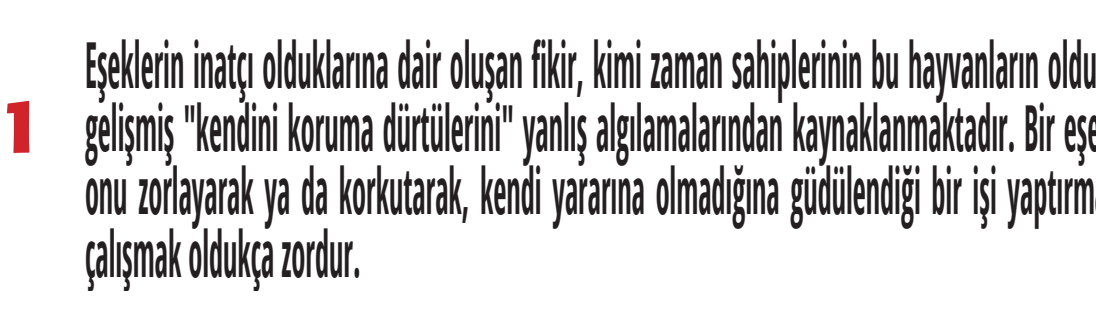 1
Eşeklerin inatçı olduklarına dair oluşan fikir, kimi zaman sahiplerinin bu hayvanların oldu
gelişmiş "kendini koruma dürtülerini" yanlış algılamalarından kaynaklanmaktadır. Bir eşe
onu zorlayarak ya da korkutarak, kendi yararına olmadığına güdülendiği bir işi yaptırma
çalışmak oldukça zordur.